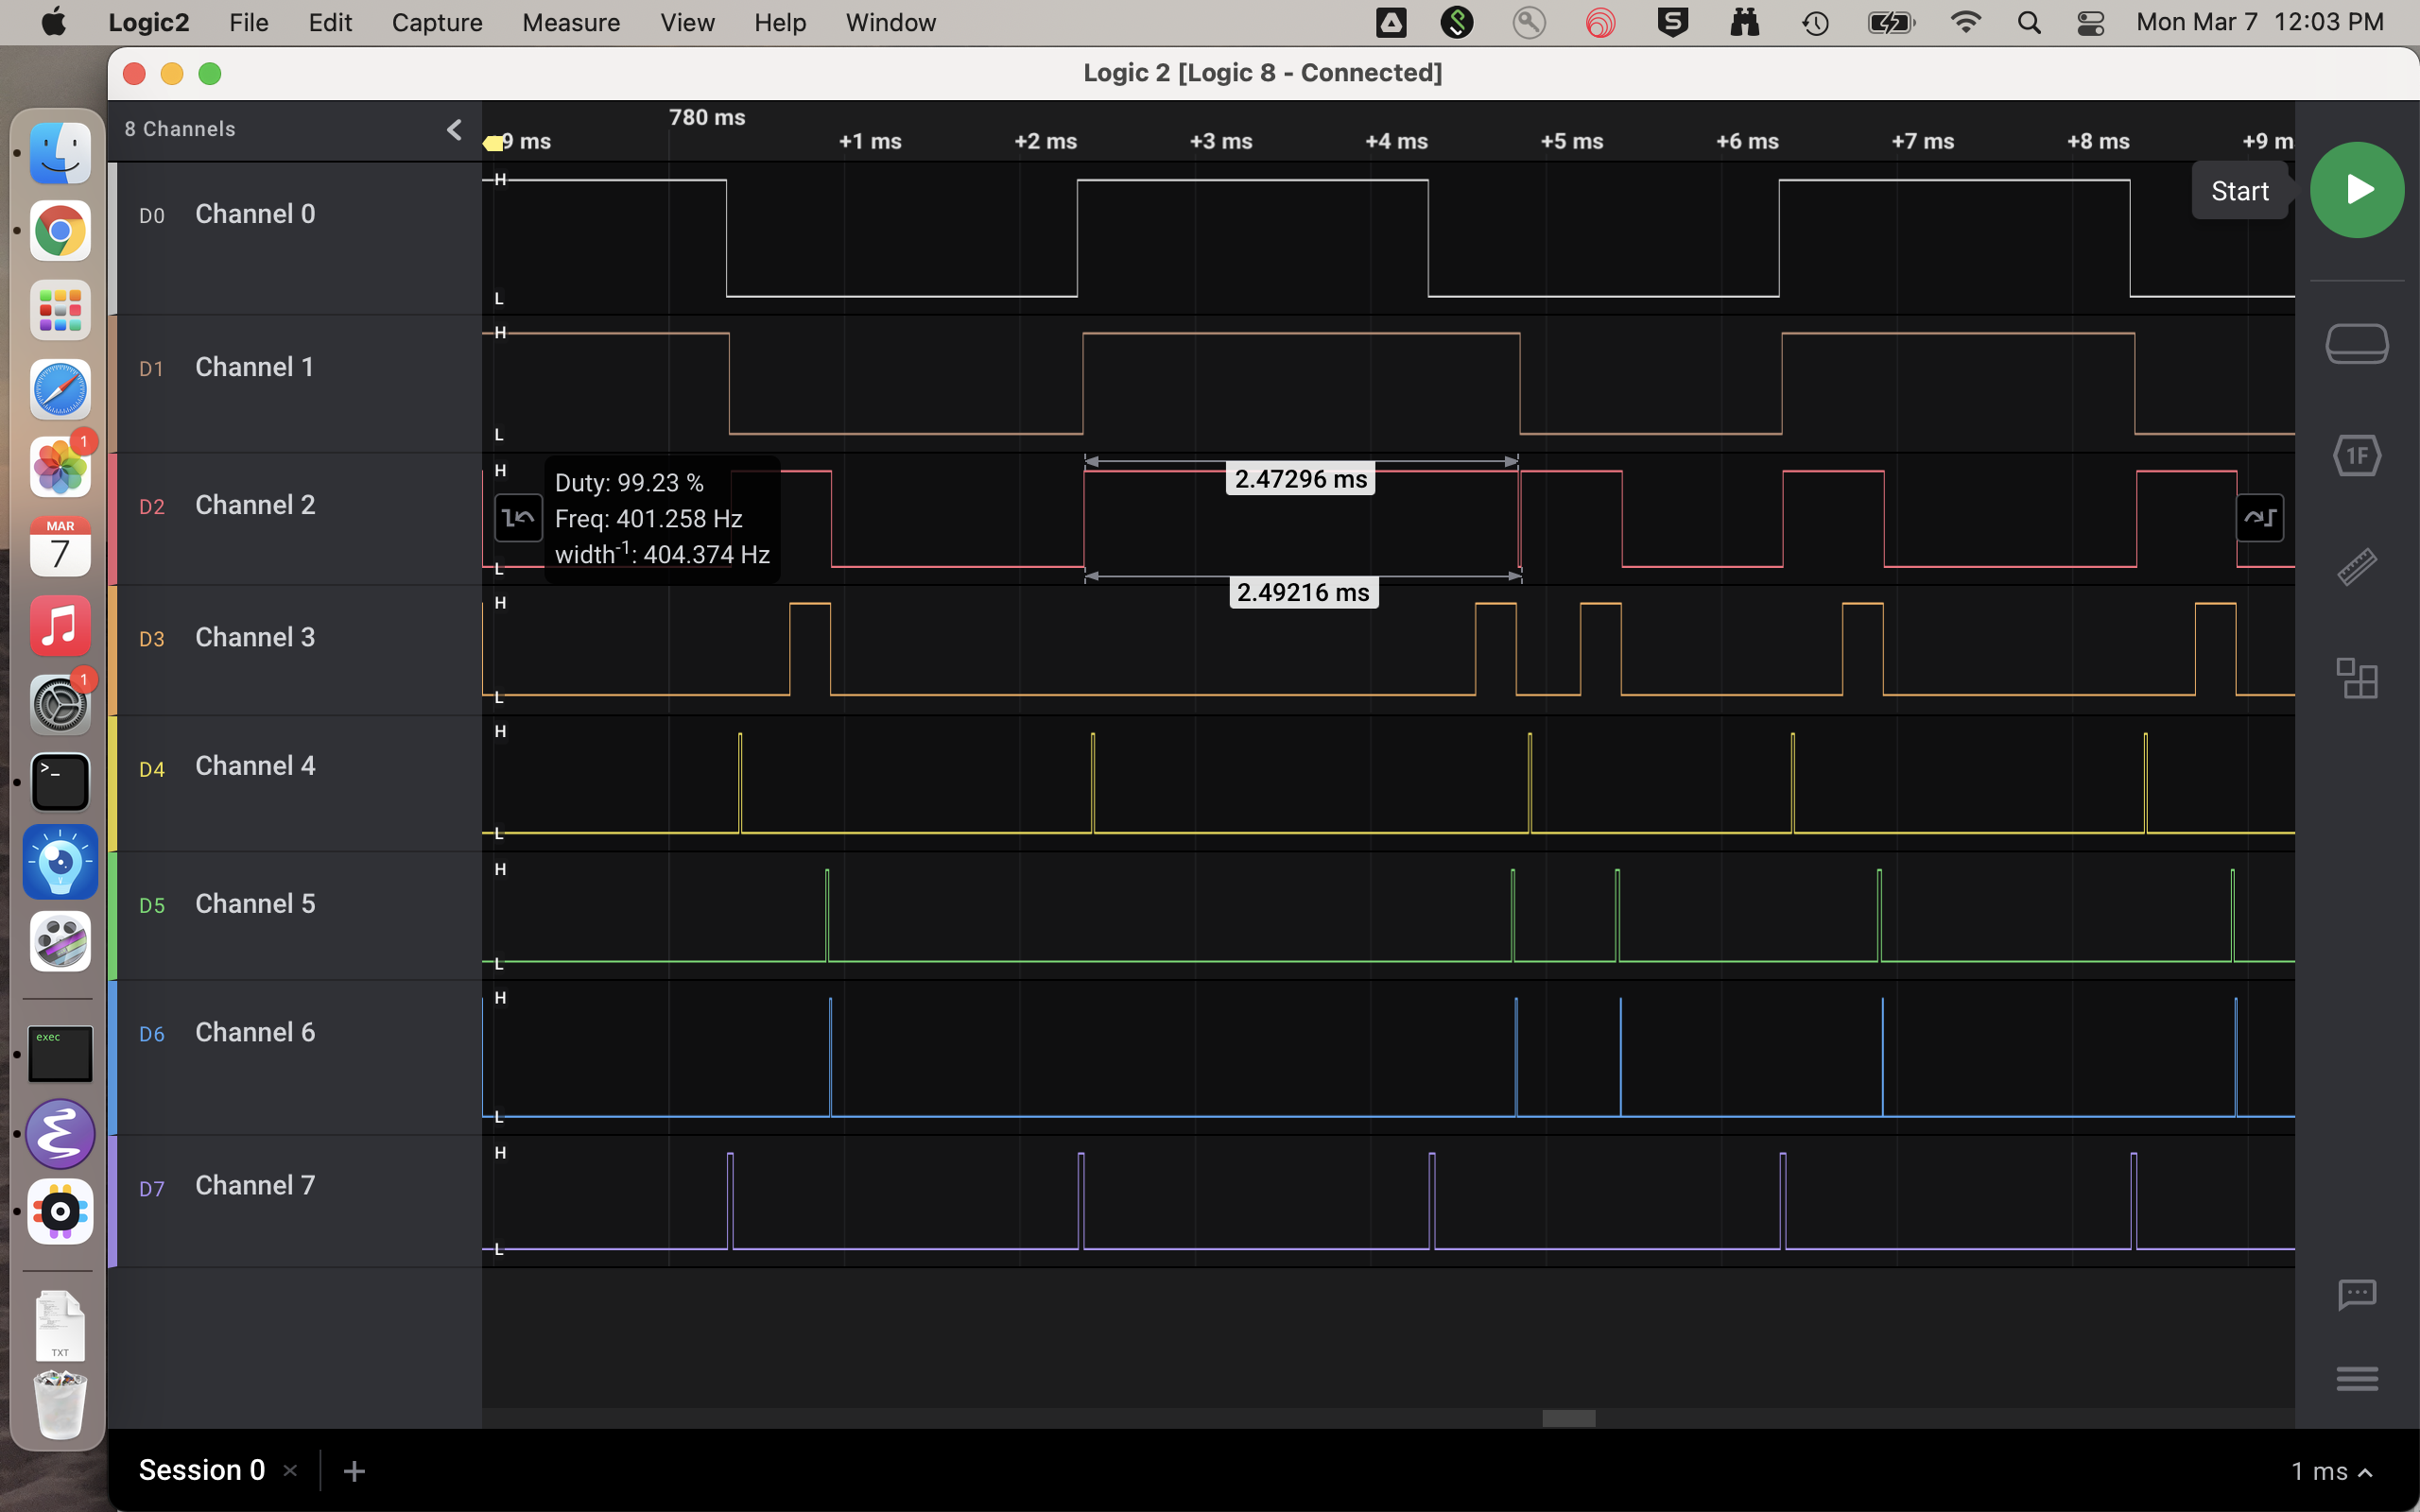 Logic2 File Edit Capture Measure View Help Window Mon Mar 7 12:03 PM
Logic 2 [Logic 8 - Connected]
8 Channels
780 ms
9 ms +1 ms +2 ms +3 ms +4 ms +5 ms +6 ms +7 ms +8 ms +9 m
Start
D0 Channel 0
H
L
D1 Channel 1
H
L
D2 Channel 2
H
L
Duty: 99.23 %
Freq: 401.258 Hz
width-1: 404.374 Hz
2.47296 ms
2.49216 ms
D3 Channel 3
H
L
D4 Channel 4
H
L
D5 Channel 5
H
L
D6 Channel 6
H
L
D7 Channel 7
H
L
1F
1
MAR
7
1
>_
exec
TXT
Session 0 × +
1 ms